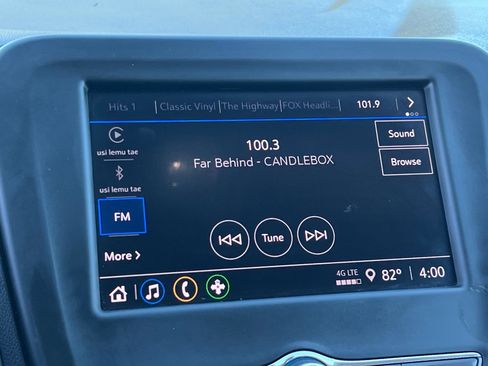 Hits 1 Classic Vinyl The Highway FOX Headli... 101.9
usi lemu tae
usi lemu tae
FM
More
100.3
Far Behind - CANDLEBOX
Tune
Sound
Browse
4G LTE
82° 4:00